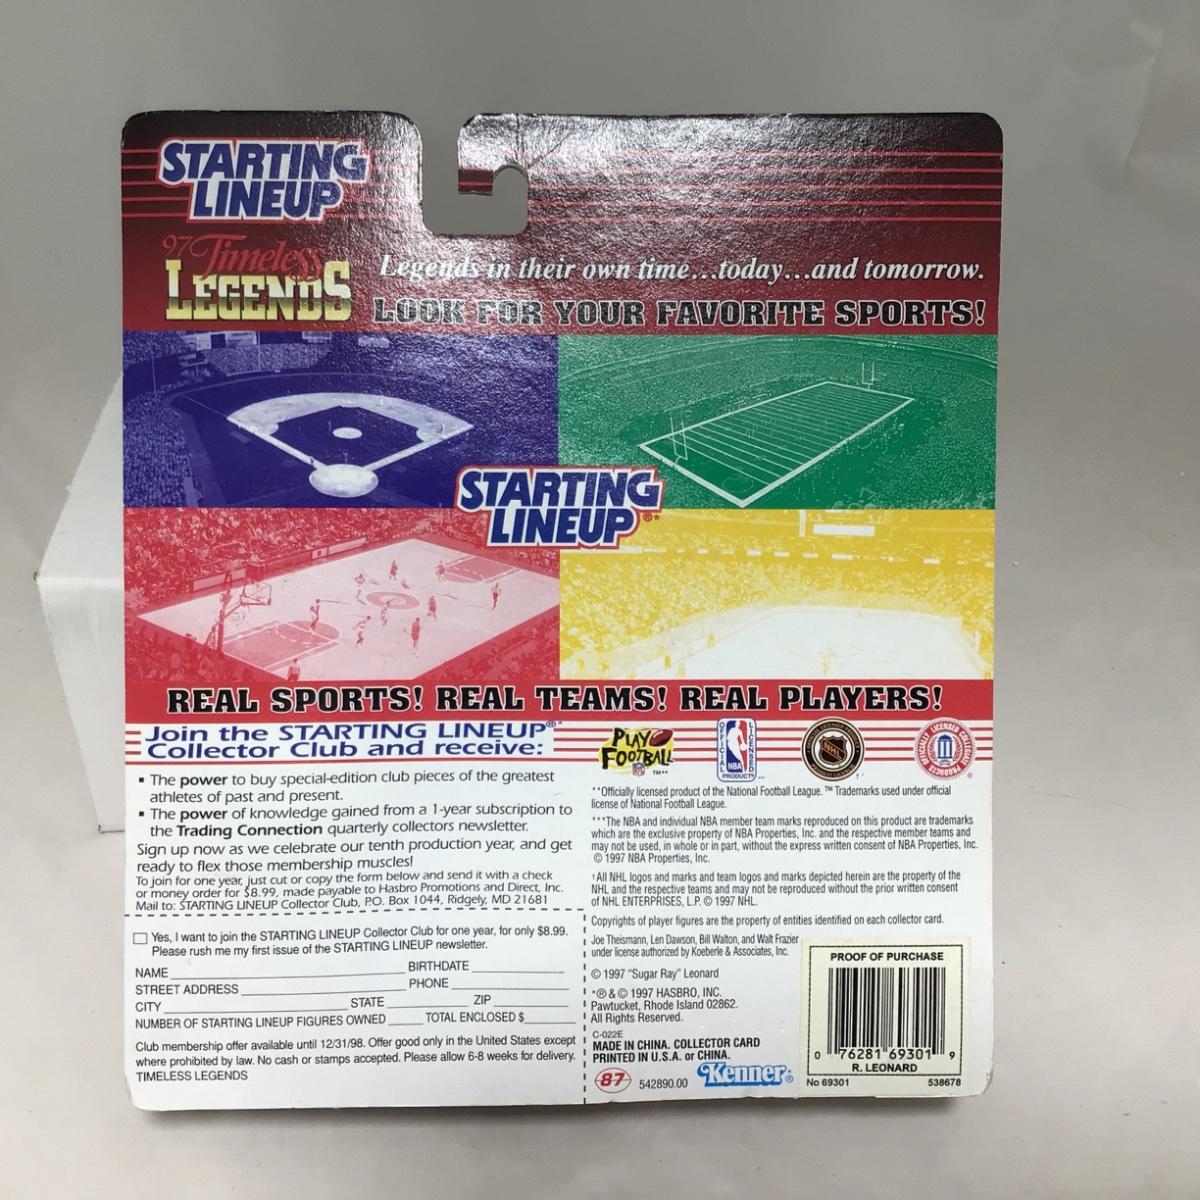 STARTING
LINEUP
97 Timeless
LEGENDS
Legends in their own time...today...and tomorrow.
LOOK FOR YOUR FAVORITE SPORTS!
STARTING
LINEUP®*
REAL SPORTS! REAL TEAMS! REAL PLAYERS!
Join the STARTING LINEUP®*
Collector Club and receive:
▪ The power to buy special-edition club pieces of the greatest
athletes of past and present.
▪ The power of knowledge gained from a 1-year subscription to
the Trading Connection quarterly collectors newsletter.
Sign up now as we celebrate our tenth production year, and get
ready to flex those membership muscles!
To join for one year, just cut or copy the form below and send it with a check
or money order for $8.99, made payable to Hasbro Promotions and Direct, Inc.
Mail to: STARTING LINEUP Collector Club, P.O. Box 1044, Ridgely, MD 21681
Yes, I want to join the STARTING LINEUP Collector Club for one year, for only $8.99.
Please rush me my first issue of the STARTING LINEUP newsletter.
NAME BIRTHDATE
STREET ADDRESS PHONE
CITY STATE ZIP
NUMBER OF STARTING LINEUP FIGURES OWNED TOTAL ENCLOSED $
Club membership offer available until 12/31/98. Offer good only in the United States except
where prohibited by law. No cash or stamps accepted. Please allow 6-8 weeks for delivery.
TIMELESS LEGENDS
PLAY
FOOTBALL
NFL
TM**
OFFICIAL
LICENSED
NBA
PRODUCT
NHL
OFFICIALLY LICENSED COLLEGIATE PRODUCTS
**Officially licensed product of the National Football League. ™ Trademarks used under official
license of National Football League.
***The NBA and individual NBA member team marks reproduced on this product are trademarks
which are the exclusive property of NBA Properties, Inc. and the respective member teams and
may not be used, in whole or in part, without the express written consent of NBA Properties, Inc.
© 1997 NBA Properties, Inc.
†All NHL logos and marks and team logos and marks depicted herein are the property of the
NHL and the respective teams and may not be reproduced without the prior written consent
of NHL ENTERPRISES, L.P. © 1997 NHL.
Copyrights of player figures are the property of entities identified on each collector card.
Joe Theismann, Len Dawson, Bill Walton, and Walt Frazier
under license authorized by Koeberle & Associates, Inc.
© 1997 "Sugar Ray" Leonard
*® & © 1997 HASBRO, INC.
Pawtucket, Rhode Island 02862.
All Rights Reserved.
C-022E
MADE IN CHINA. COLLECTOR CARD
PRINTED IN U.S.A. or CHINA.
87 542890.00 Kenner®
PROOF OF PURCHASE
0 76281 69301 9
R. LEONARD
No 69301 538678